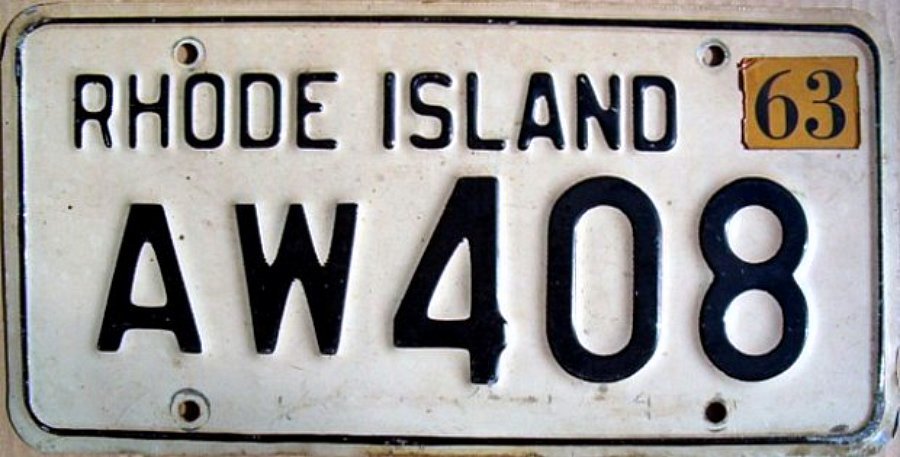 RHODE ISLAND 63
AW408